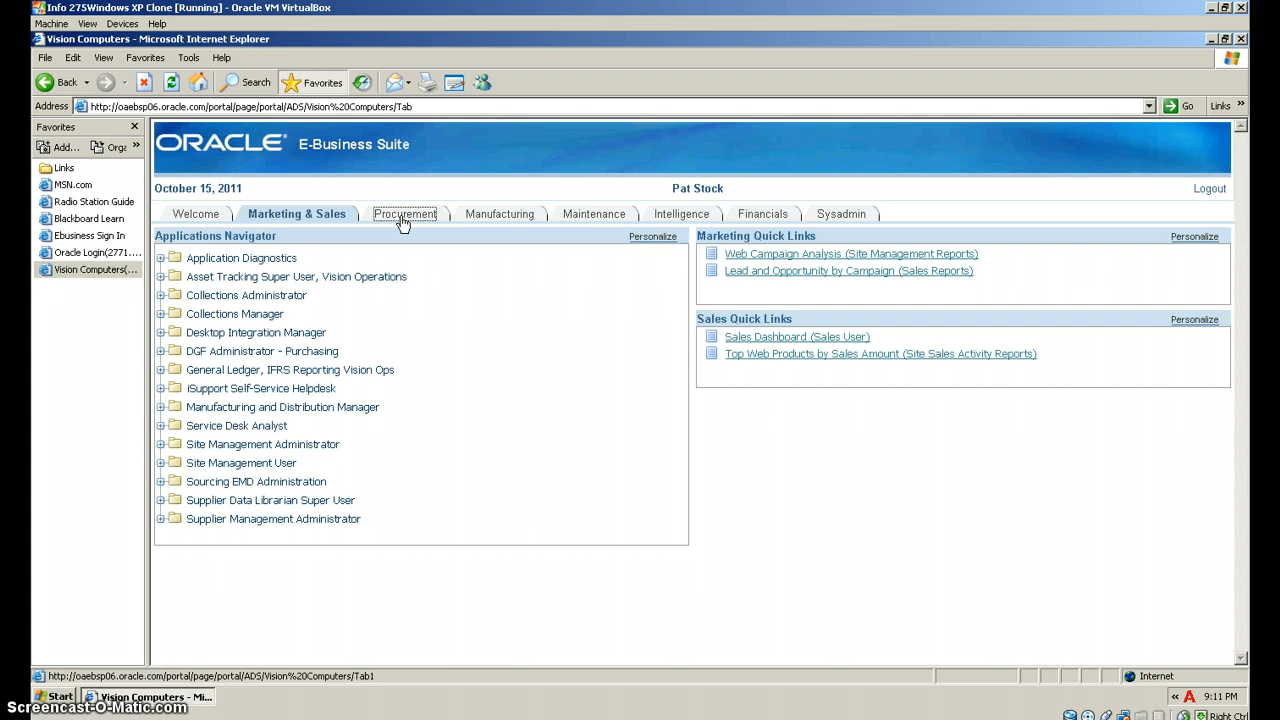 Info 275Windows XP Clone [Running] - Oracle VM VirtualBox
Machine View Devices Help
Vision Computers - Microsoft Internet Explorer
File Edit View Favorites Tools Help
Back Search Favorites
Address http://oaebsp06.oracle.com/portal/page/portal/ADS/Vision%20Computers/Tab Go Links »
Favorites
Add... Orga »
Links
MSN.com
Radio Station Guide
Blackboard Learn
Ebusiness Sign In
Oracle Login(2771....
Vision Computers(...
ORACLE® E-Business Suite
October 15, 2011 Pat Stock Logout
Welcome Marketing & Sales Procurement Manufacturing Maintenance Intelligence Financials Sysadmin
Applications Navigator Personalize
Application Diagnostics
Asset Tracking Super User, Vision Operations
Collections Administrator
Collections Manager
Desktop Integration Manager
DGF Administrator - Purchasing
General Ledger, IFRS Reporting Vision Ops
iSupport Self-Service Helpdesk
Manufacturing and Distribution Manager
Service Desk Analyst
Site Management Administrator
Site Management User
Sourcing EMD Administration
Supplier Data Librarian Super User
Supplier Management Administrator
Marketing Quick Links Personalize
Web Campaign Analysis (Site Management Reports)
Lead and Opportunity by Campaign (Sales Reports)
Sales Quick Links Personalize
Sales Dashboard (Sales User)
Top Web Products by Sales Amount (Site Sales Activity Reports)
http://oaebsp06.oracle.com/portal/page/portal/ADS/Vision%20Computers/Tab1 Internet
Start Vision Computers - Mi... « 9:11 PM
Screencast-O-Matic.com Right Ctrl